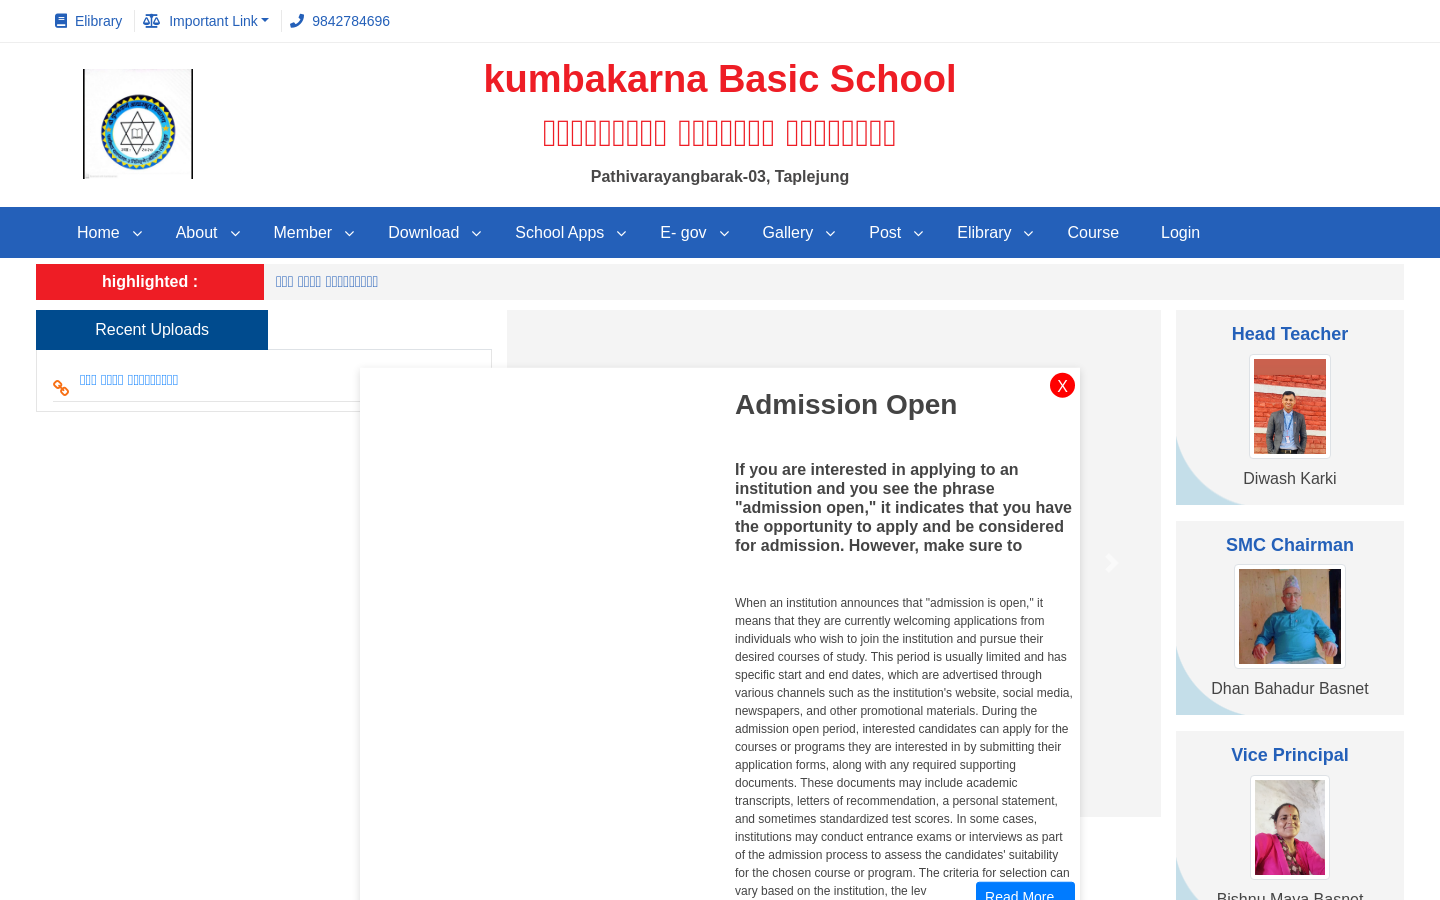 Elibrary
Important Link
9842784696
kumbakarna Basic School
Pathivarayangbarak-03, Taplejung
Home
About
Member
Download
School Apps
E- gov
Gallery
Post
Elibrary
Course
Login
highlighted :
Recent Uploads
X
Admission Open
If you are interested in applying to an
institution and you see the phrase
"admission open," it indicates that you have
the opportunity to apply and be considered
for admission. However, make sure to
When an institution announces that "admission is open," it
means that they are currently welcoming applications from
individuals who wish to join the institution and pursue their
desired courses of study. This period is usually limited and has
specific start and end dates, which are advertised through
various channels such as the institution's website, social media,
newspapers, and other promotional materials. During the
admission open period, interested candidates can apply for the
courses or programs they are interested in by submitting their
application forms, along with any required supporting
documents. These documents may include academic
transcripts, letters of recommendation, a personal statement,
and sometimes standardized test scores. In some cases,
institutions may conduct entrance exams or interviews as part
of the admission process to assess the candidates' suitability
for the chosen course or program. The criteria for selection can
vary based on the institution, the lev
Read More
Head Teacher
Diwash Karki
SMC Chairman
Dhan Bahadur Basnet
Vice Principal
Bishnu Maya Basnet